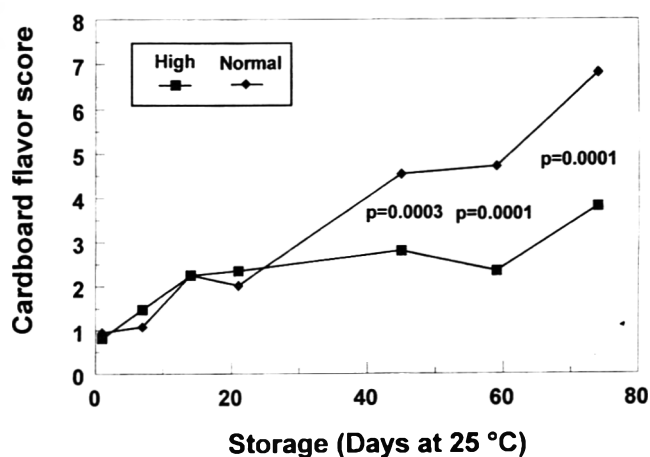 Cardboard flavor score
8
7
6
5
4
3
2
1
0
High Normal
p=0.0001
p=0.0003 p=0.0001
0 20 40 60 80
Storage (Days at 25 °C)